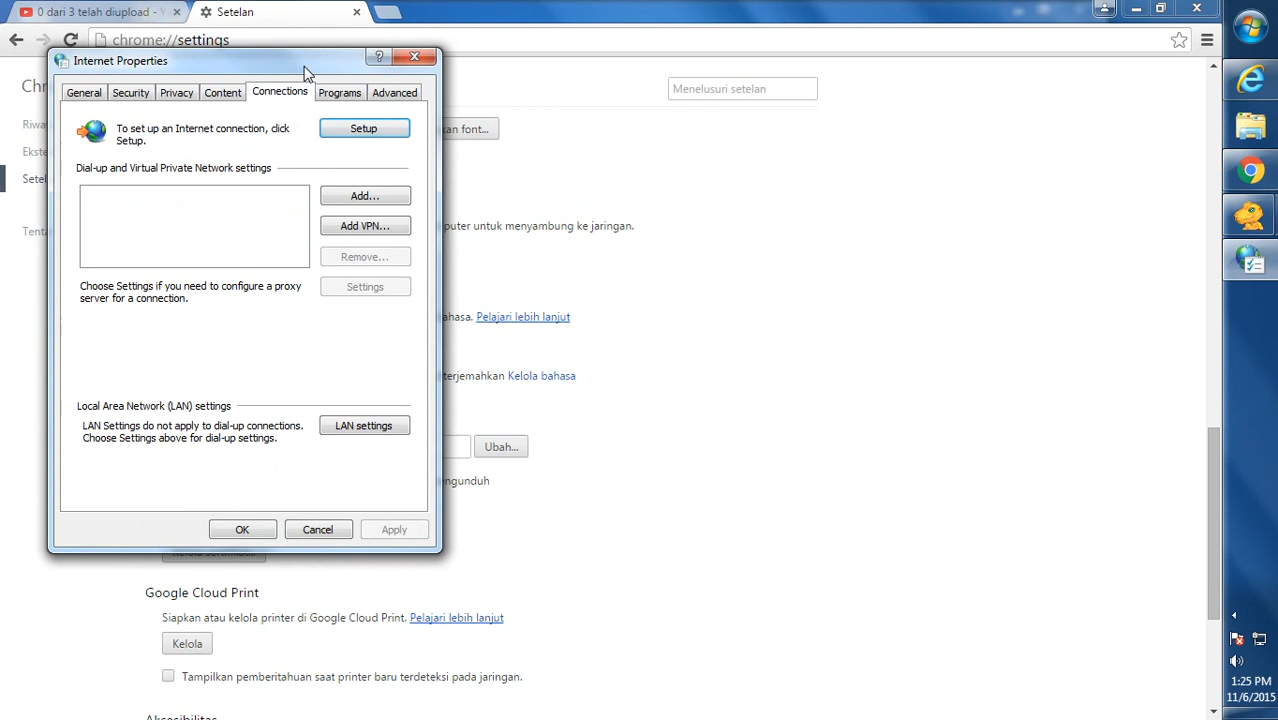 0 dari 3 telah diupload - Y
Setelan
chrome://settings
Internet Properties
General
Security
Privacy
Content
Connections
Programs
Advanced
To set up an Internet connection, click
Setup.
Setup
Dial-up and Virtual Private Network settings
Add...
Add VPN...
Remove...
Choose Settings if you need to configure a proxy
server for a connection.
Settings
Local Area Network (LAN) settings
LAN Settings do not apply to dial-up connections.
Choose Settings above for dial-up settings.
LAN settings
OK
Cancel
Apply
Menelusuri setelan
kan font...
puter untuk menyambung ke jaringan.
ahasa. Pelajari lebih lanjut
terjemahkan Kelola bahasa
Ubah...
ngunduh
Google Cloud Print
Siapkan atau kelola printer di Google Cloud Print. Pelajari lebih lanjut
Kelola
Tampilkan pemberitahuan saat printer baru terdeteksi pada jaringan.
Aksesibilitas
Ch
Riwa
Ekste
Setel
Tenta
1:25 PM
11/6/2015